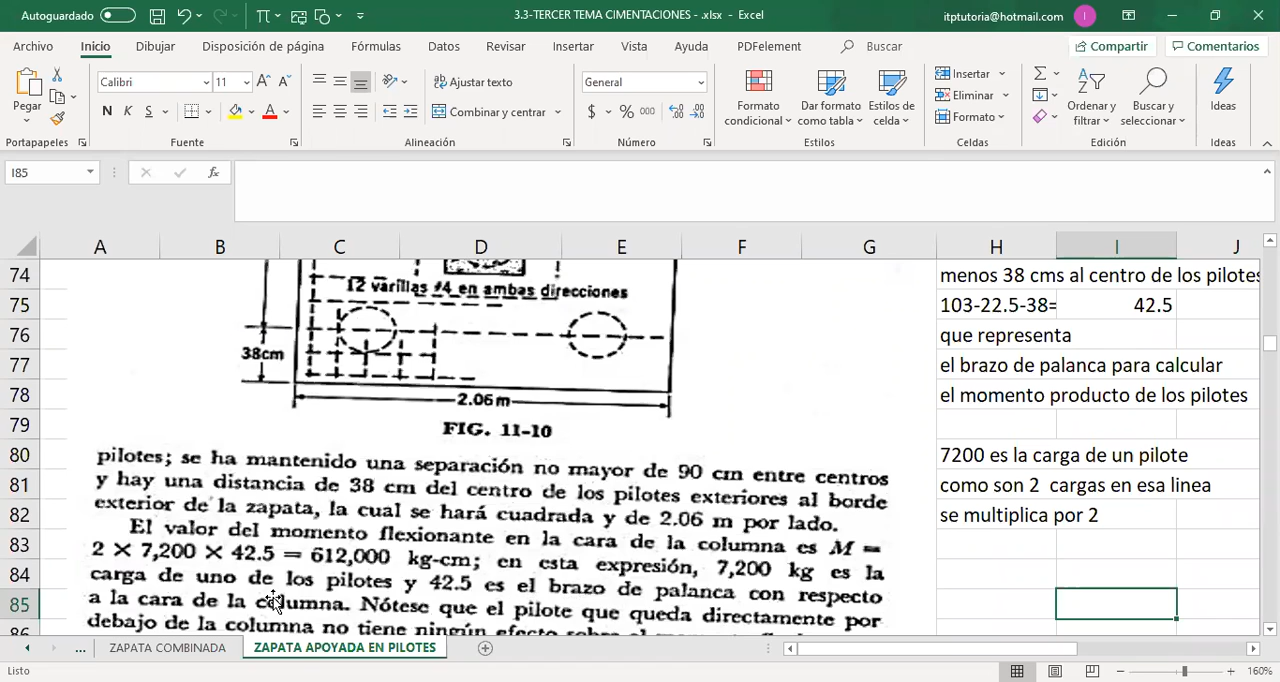 Autoguardado
3.3-TERCER TEMA CIMENTACIONES - .xlsx - Excel
itptutoria@hotmail.com
I
Archivo Inicio Dibujar Disposición de página Fórmulas Datos Revisar Insertar Vista Ayuda PDFelement Buscar Compartir Comentarios
Pegar
Calibri 11
N K S
Ajustar texto
Combinar y centrar
General
$ % 000
Formato condicional
Dar formato como tabla
Estilos de celda
Insertar
Eliminar
Formato
Ordenar y filtrar
Buscar y seleccionar
Ideas
Portapapeles Fuente Alineación Número Estilos Celdas Edición Ideas
I85 fx
A B C D E F G H I J
74 menos 38 cms al centro de los pilotes
12 varillas #4 en ambas direcciones
75 103-22.5-38= 42.5
76 que representa
38cm
77 el brazo de palanca para calcular
78 el momento producto de los pilotes
2.06 m
79 FIG. 11-10
80 pilotes; se ha mantenido una separación no mayor de 90 cm entre centros 7200 es la carga de un pilote
81 y hay una distancia de 38 cm del centro de los pilotes exteriores al borde como son 2 cargas en esa linea
82 exterior de la zapata, la cual se hará cuadrada y de 2.06 m por lado. se multiplica por 2
83 El valor del momento flexionante en la cara de la columna es M =
2 × 7,200 × 42.5 = 612,000 kg-cm; en esta expresión, 7,200 kg es la
84 carga de uno de los pilotes y 42.5 es el brazo de palanca con respecto
85 a la cara de la columna. Nótese que el pilote que queda directamente por
86 debajo de la columna no tiene ningún efecto sobre el
... ZAPATA COMBINADA ZAPATA APOYADA EN PILOTES
Listo 160%